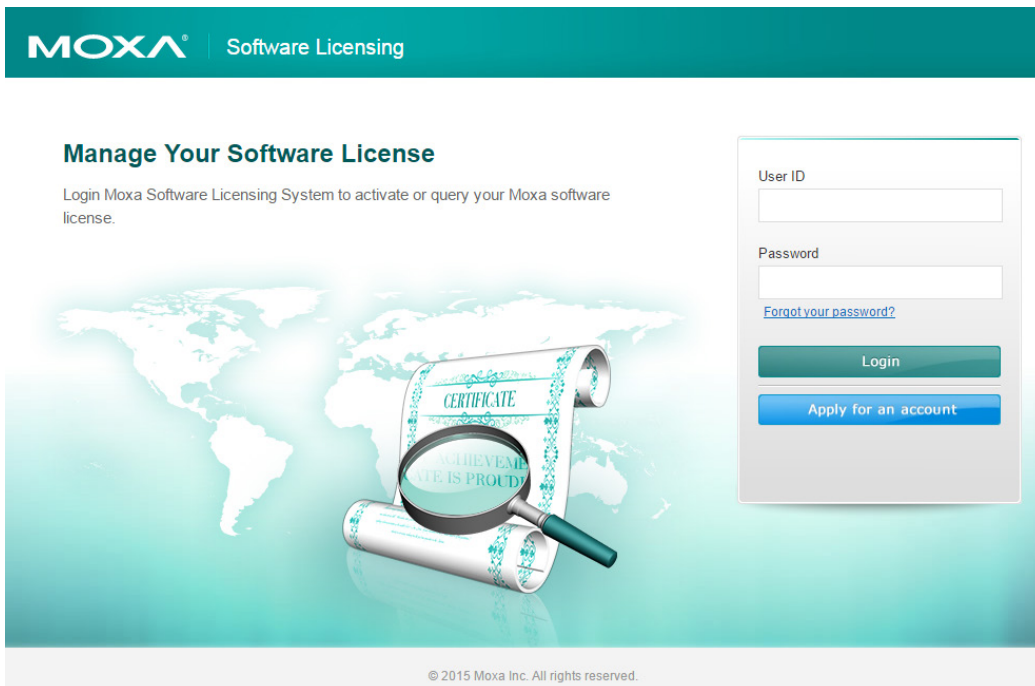 MOXA®
Software Licensing
Manage Your Software License
Login Moxa Software Licensing System to activate or query your Moxa software
license.
User ID
Password
Forgot your password?
Login
Apply for an account
CERTIFICATE
ACHIEVEME
ATE IS PROUD
© 2015 Moxa Inc. All rights reserved.